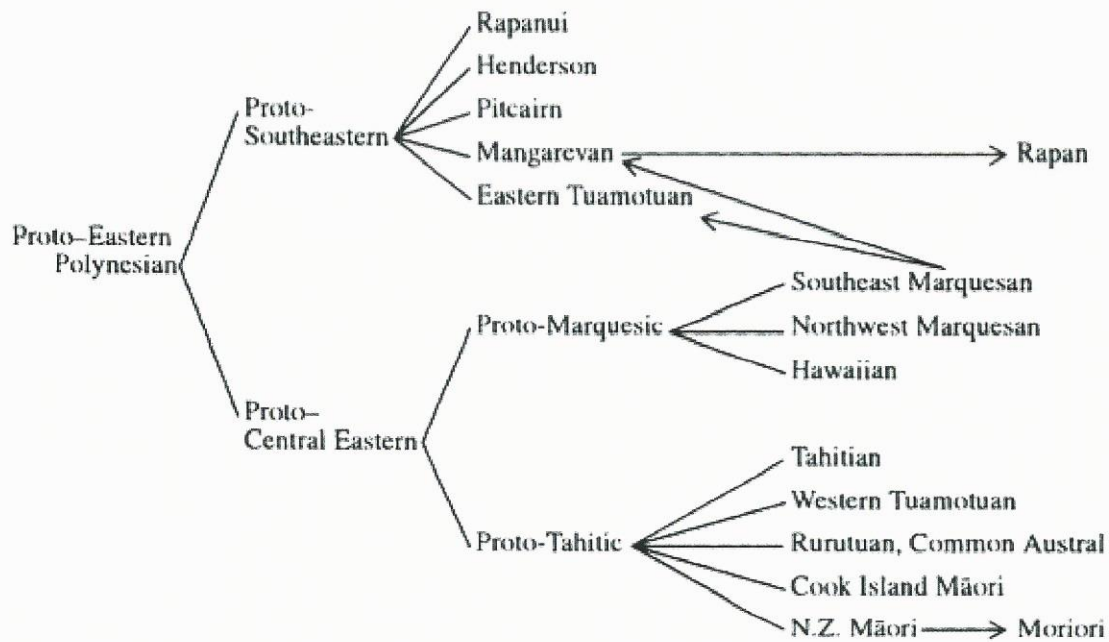 Rapanui
Henderson
Proto-
Southeastern
Pitcairn
Mangarevan
Rapan
Eastern Tuamotuan
Proto–Eastern
Polynesian
Southeast Marquesan
Proto-Marquesic
Northwest Marquesan
Hawaiian
Proto–
Central Eastern
Tahitian
Western Tuamotuan
Proto-Tahitic
Rurutuan, Common Austral
Cook Island Māori
N.Z. Māori
Moriori